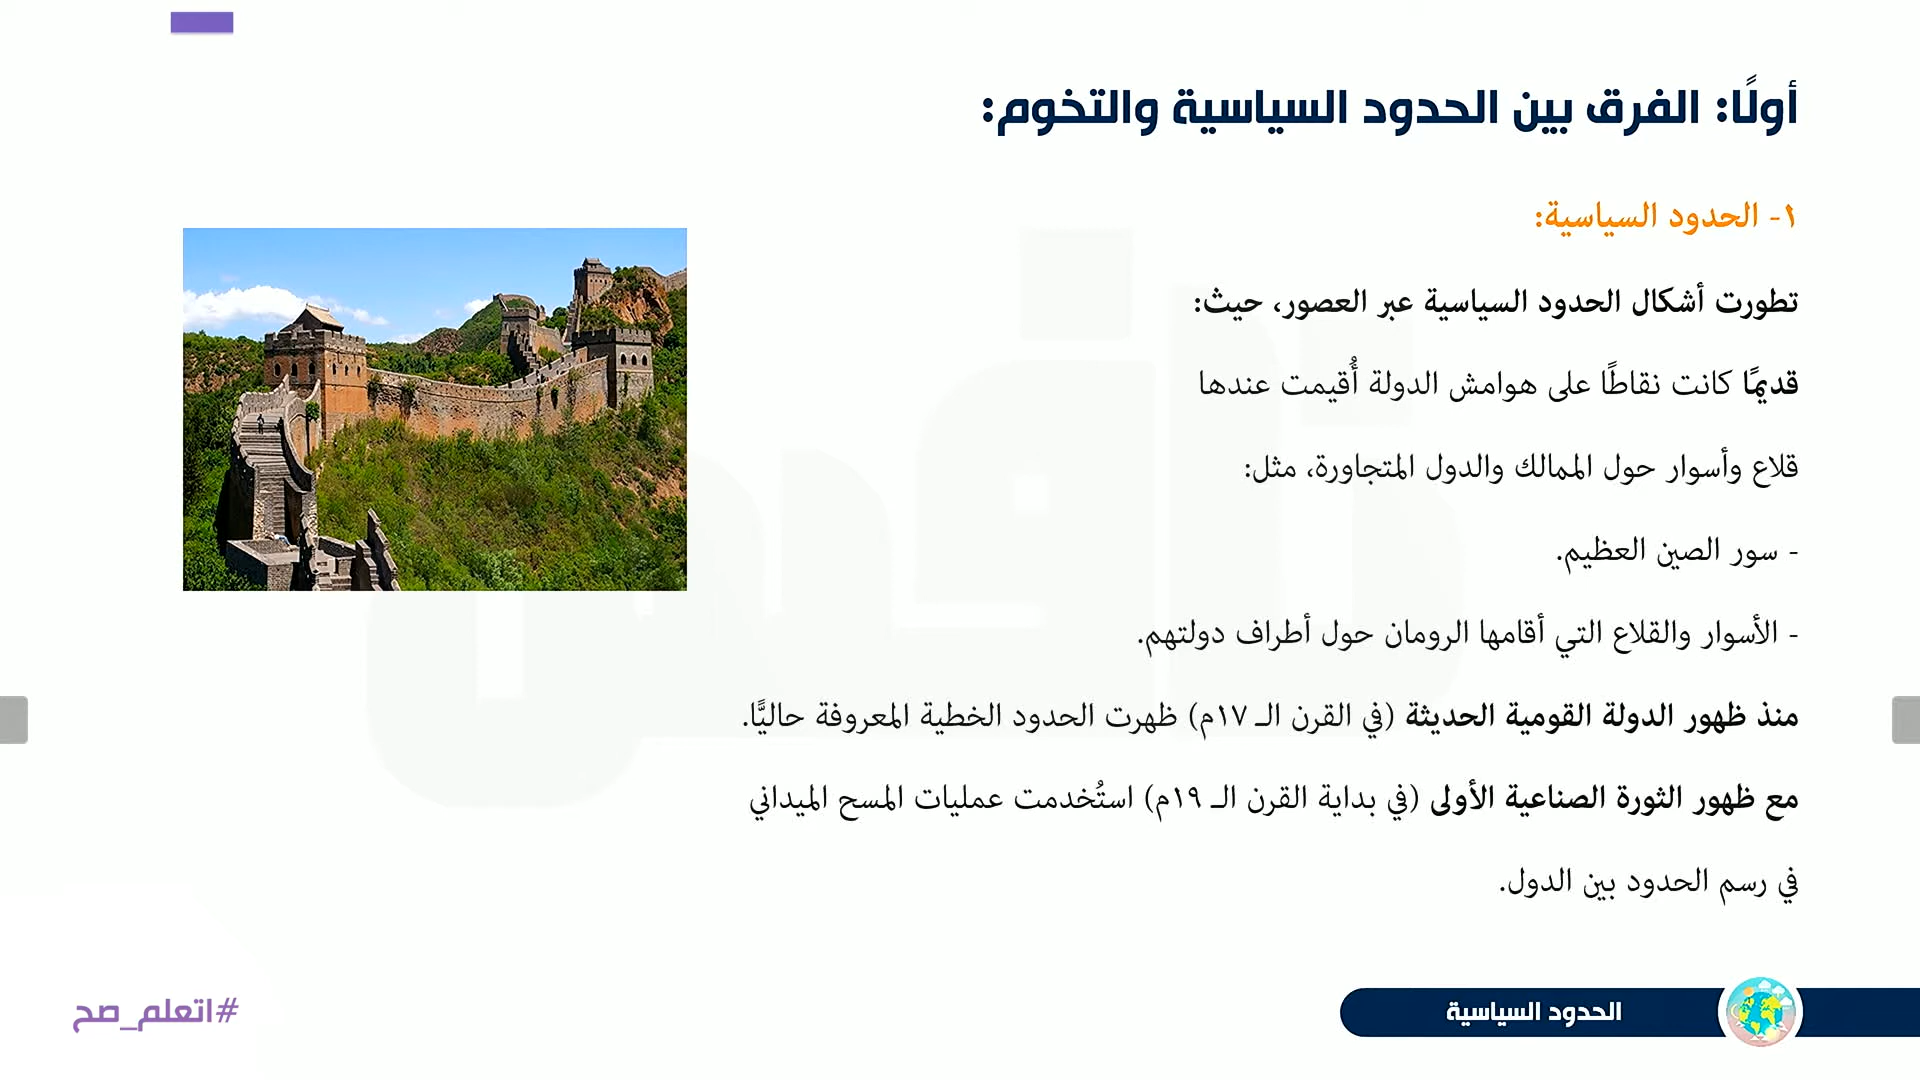 أولًا: الفرق بين الحدود السياسية والتخوم:
١- الحدود السياسية:
تطورت أشكال الحدود السياسية عبر العصور، حيث:
قديمًا كانت نقاطًا على هوامش الدولة أُقيمت عندها
قلاع وأسوار حول الممالك والدول المتجاورة، مثل:
- سور الصين العظيم.
- الأسوار والقلاع التي أقامها الرومان حول أطراف دولتهم.
منذ ظهور الدولة القومية الحديثة (في القرن الـ ١٧م) ظهرت الحدود الخطية المعروفة حاليًّا.
مع ظهور الثورة الصناعية الأولى (في بداية القرن الـ ١٩م) استُخدمت عمليات المسح الميداني
في رسم الحدود بين الدول.
الحدود السياسية
#اتعلم_صح